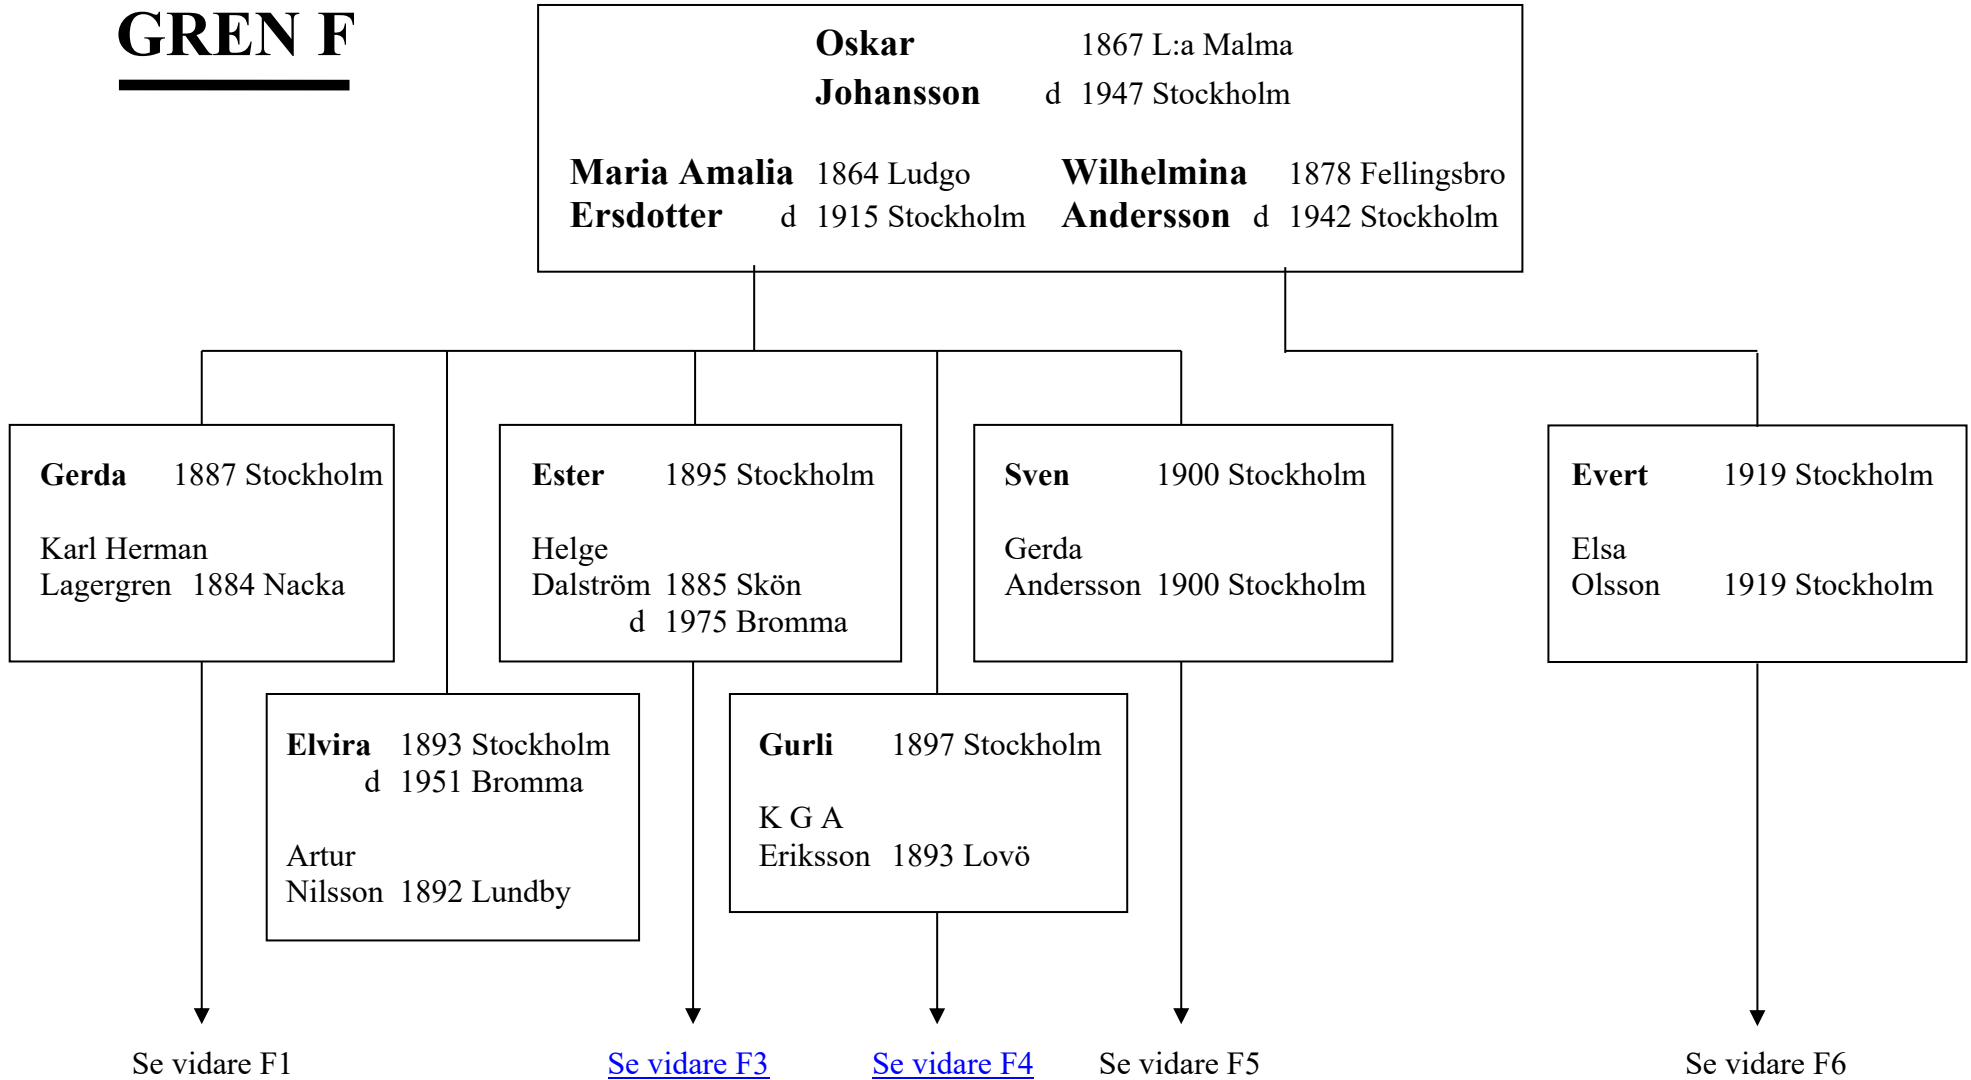 GREN F
Oskar 1867 L:a Malma
Johansson d 1947 Stockholm
Maria Amalia 1864 Ludgo Wilhelmina 1878 Fellingsbro
Ersdotter d 1915 Stockholm Andersson d 1942 Stockholm
Gerda 1887 Stockholm
Karl Herman
Lagergren 1884 Nacka
Ester 1895 Stockholm
Helge
Dalström 1885 Skön
d 1975 Bromma
Sven 1900 Stockholm
Gerda
Andersson 1900 Stockholm
Evert 1919 Stockholm
Elsa
Olsson 1919 Stockholm
Elvira 1893 Stockholm
d 1951 Bromma
Artur
Nilsson 1892 Lundby
Gurli 1897 Stockholm
K G A
Eriksson 1893 Lovö
Se vidare F1 Se vidare F3 Se vidare F4 Se vidare F5 Se vidare F6